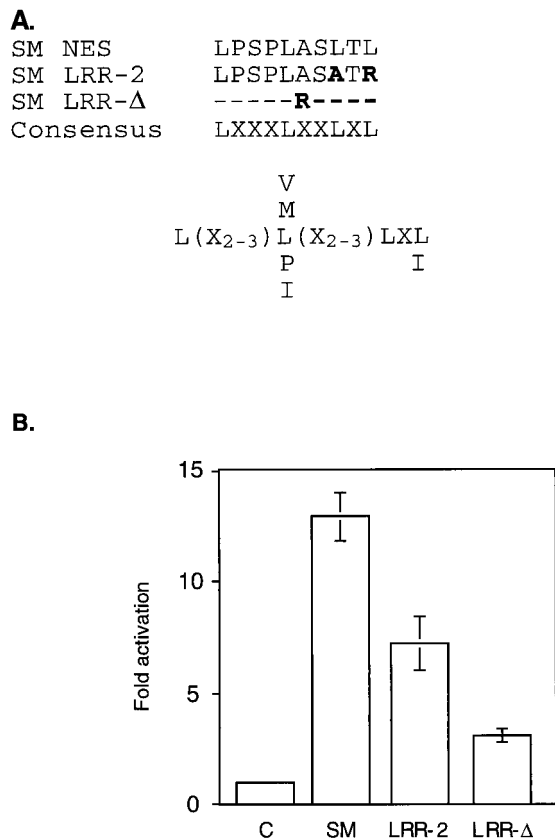 A.
SM NES LPSPLASLTL
SM LRR-2 LPSPLASATR
SM LRR-Δ -----R----
Consensus LXXXLXXLXL
V
M
L(X2-3)L(X2-3)LXL
P I
I
B.
15
10
5
0
Fold activation
C SM LRR-2 LRR-Δ